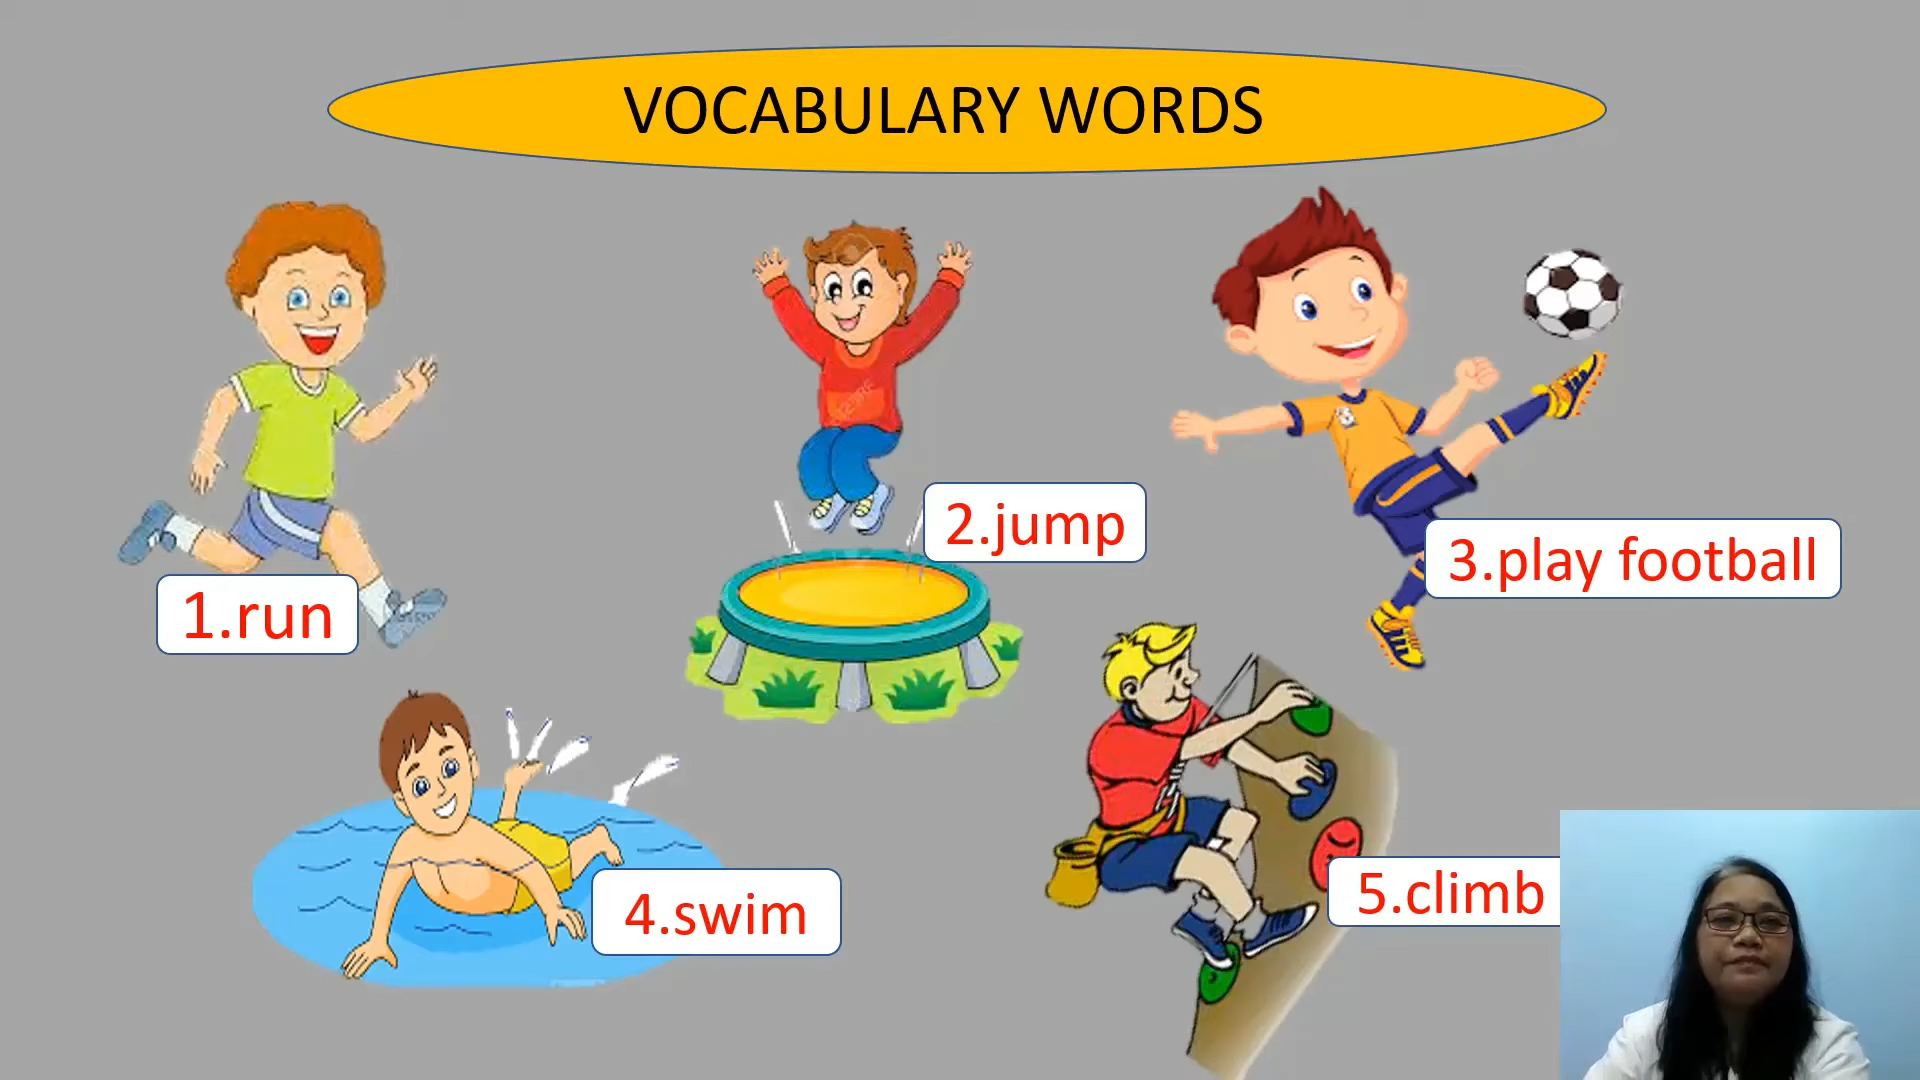 VOCABULARY WORDS
1.run
2.jump
3.play football
4.swim
5.climb